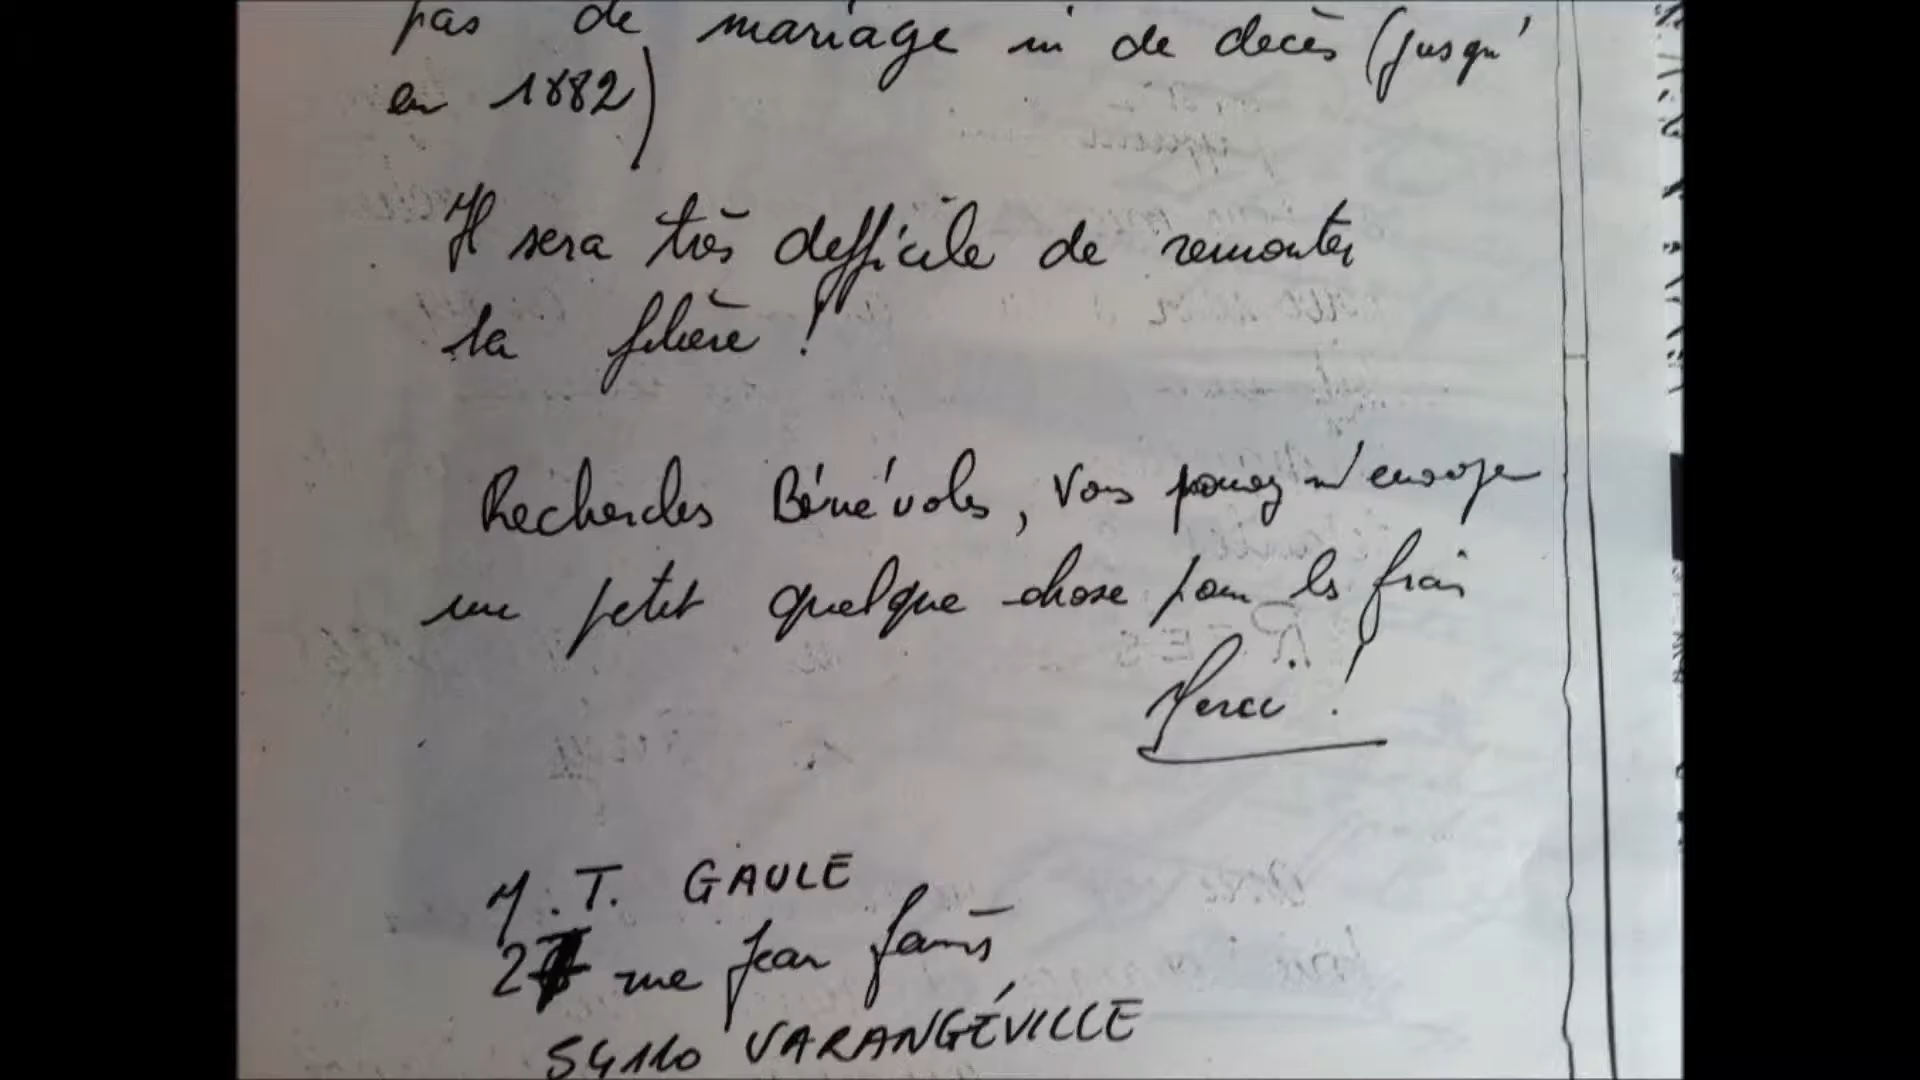 pas de mariage ni de décès (jusqu'
en 1882)
Il sera très difficile de remonter
la filière !
Recherches Bénévoles, Vous pouvez m'envoyer
un petit quelque chose pour les frais
Merci !
M. T. GAULE
27 rue Jean Jaurès
54110 VARANGÉVILLE